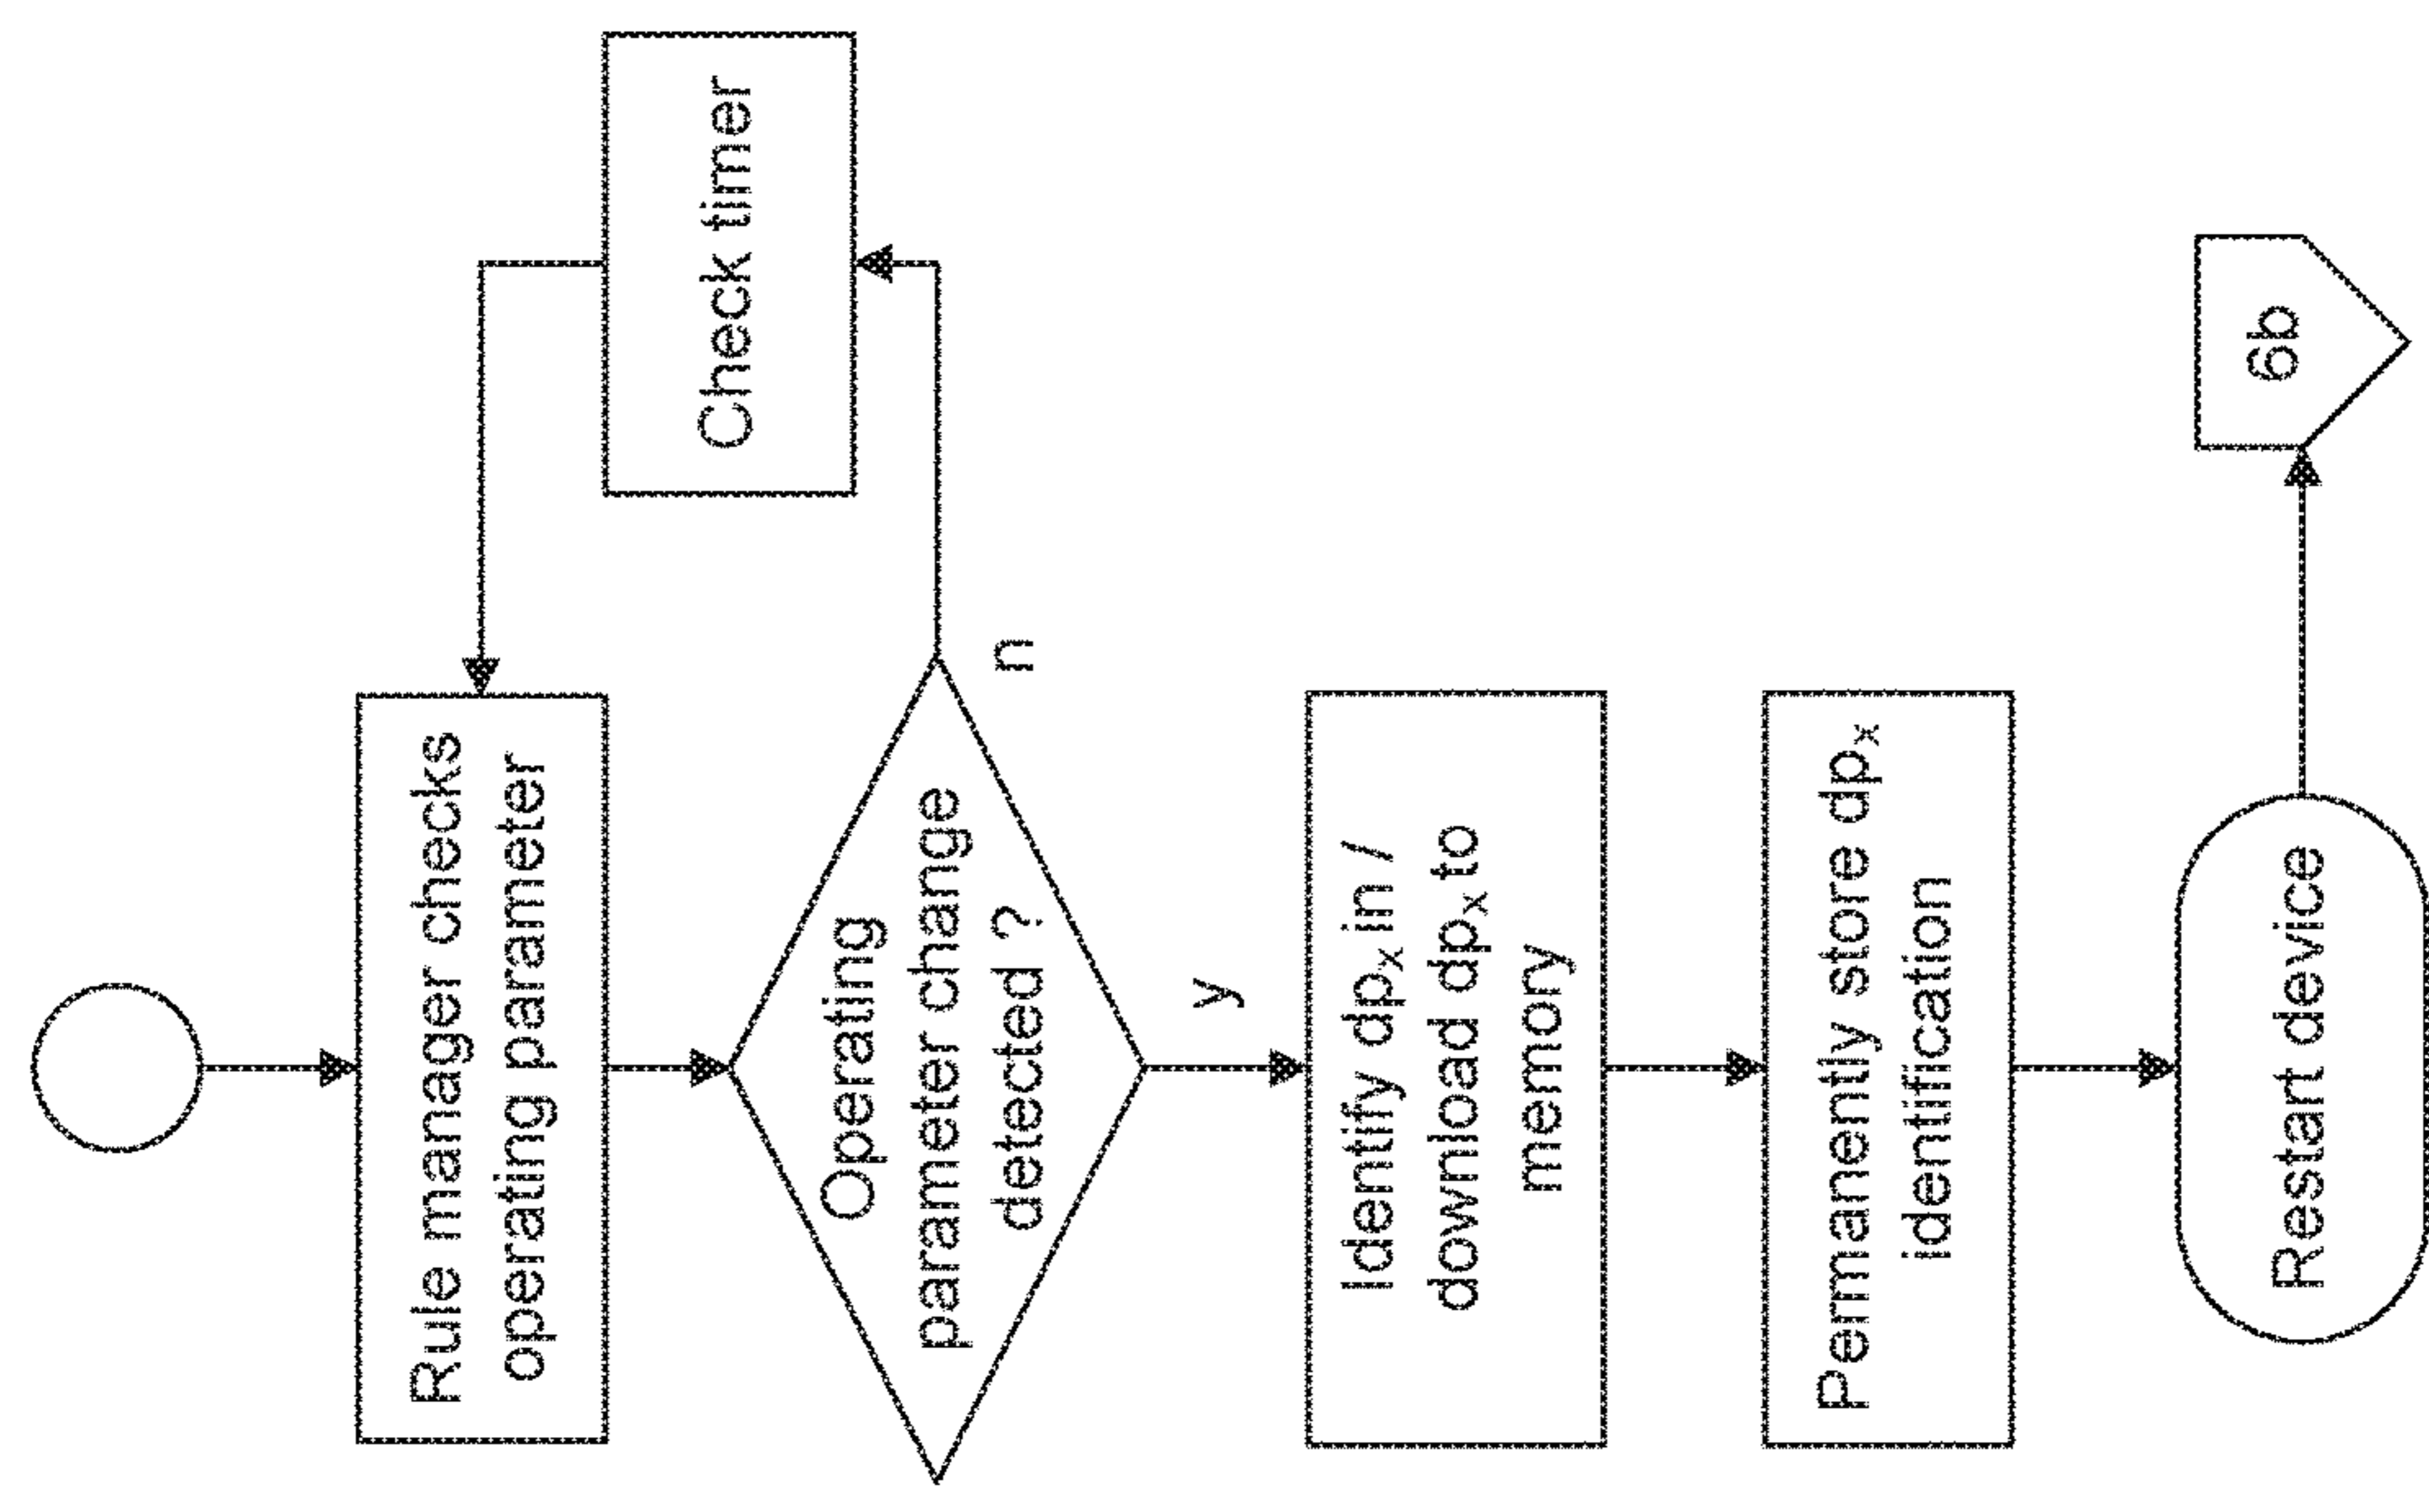 Rule manager checks
operating parameter
Check timer
Operating
parameter change
detected ?
n
y
Identify dpₓ in /
download dpₓ to
memory
Permanently store dpₓ
identification
Restart device
6b